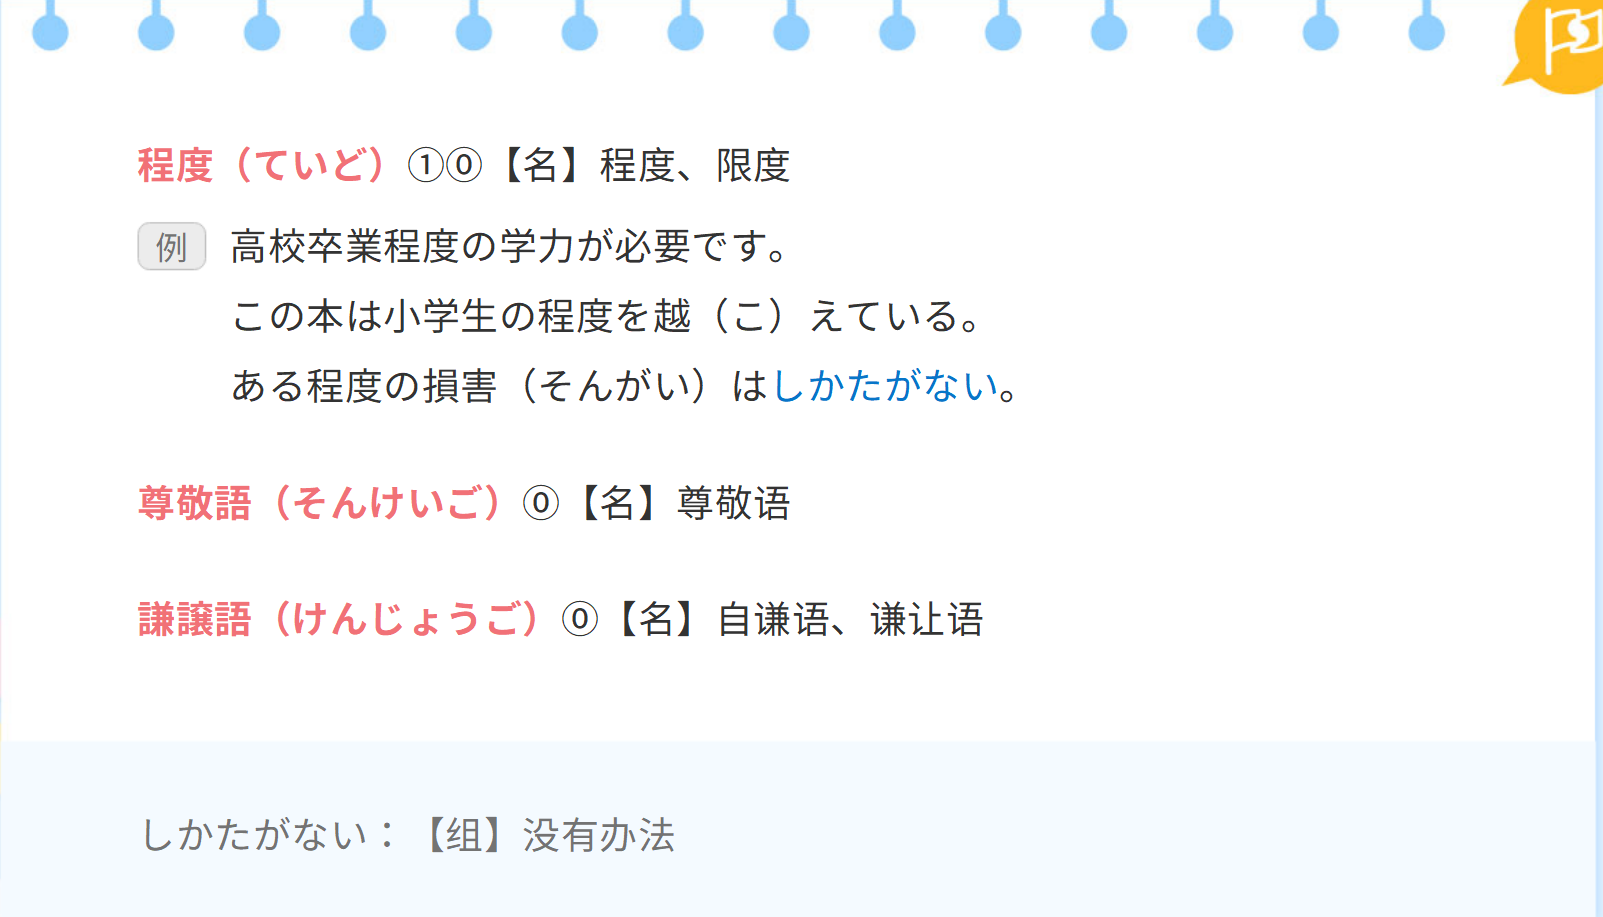 程度（ていど）①⓪【名】程度、限度
例 高校卒業程度の学力が必要です。
この本は小学生の程度を越（こ）えている。
ある程度の損害（そんがい）はしかたがない。
尊敬語（そんけいご）⓪【名】尊敬语
謙譲語（けんじょうご）⓪【名】自谦语、谦让语
しかたがない：【组】没有办法